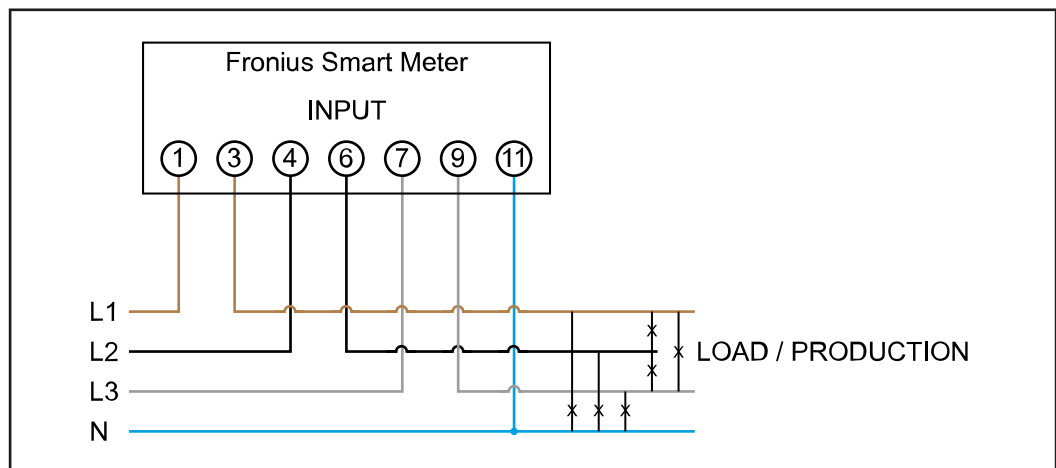 Fronius Smart Meter
INPUT
1 3 4 6 7 9 11
L1
L2
LOAD / PRODUCTION
L3
N